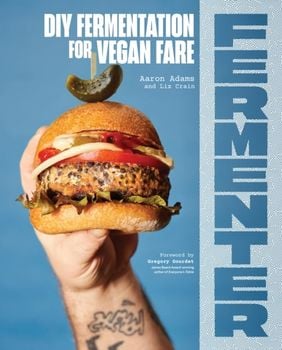 DIY FERMENTATION
FOR VEGAN FARE
Aaron Adams
and Liz Crain
FERMENTER
Foreword by
Gregory Gourdet
James Beard Award-winning
author of Everyone's Table